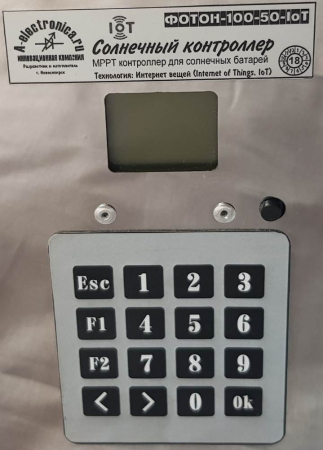 A-electronica.ru
ИННОВАЦИОННАЯ КОМПАНИЯ
Разработчик и изготовитель
г. Новосибирск
IOT
ФОТОН-100-50-IoT
Солнечный контроллер
MPPT контроллер для солнечных батарей
Технология: Интернет вещей (Internet of Things, IoT)
18
Esc 1 2 3
F1 4 5 6
F2 7 8 9
< > 0 Ok